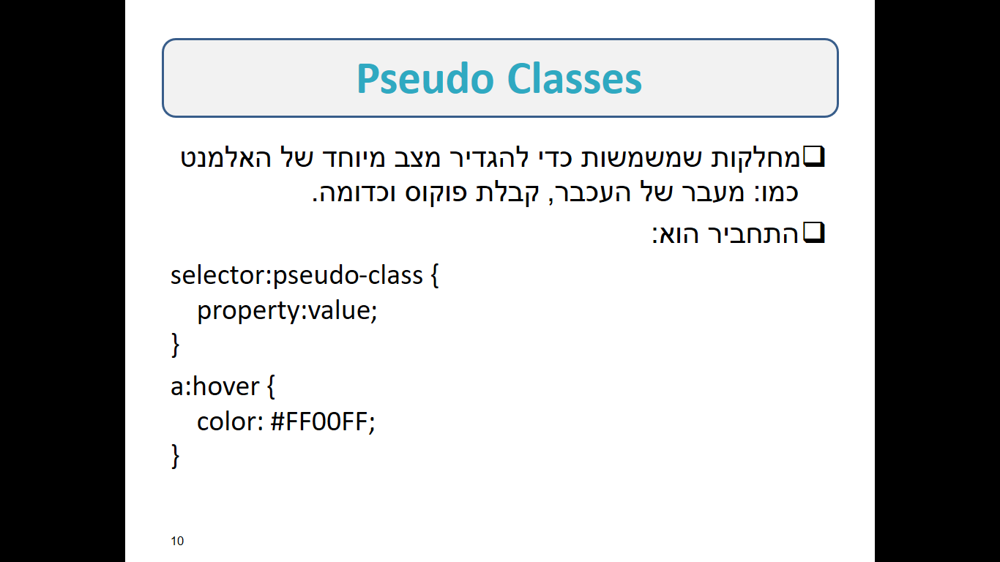 Pseudo Classes
❑מחלקות שמשמשות כדי להגדיר מצב מיוחד של האלמנט
כמו: מעבר של העכבר, קבלת פוקוס וכדומה.
❑התחביר הוא:
selector:pseudo-class {
property:value;
}
a:hover {
color: #FF00FF;
}
10